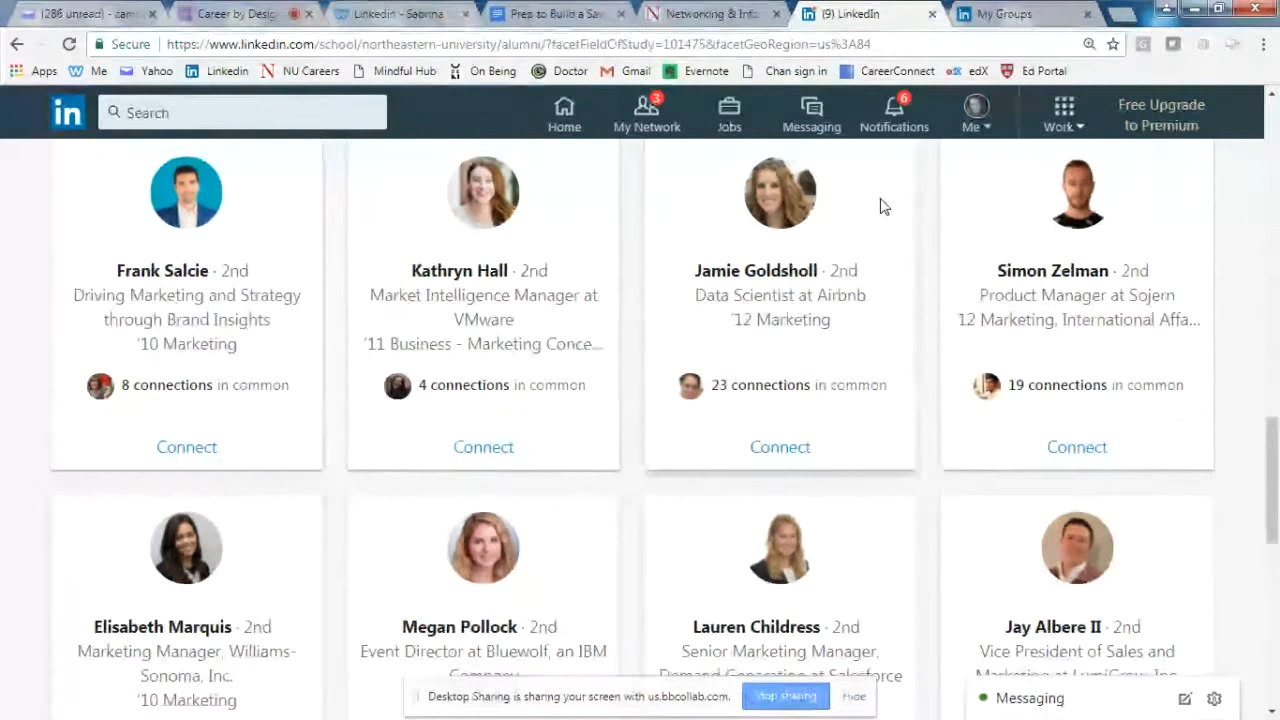 (286 unread) - zami
Career by Desig
Linkedin - Sabrina
Prep to Build a Sav
Networking & Info
(9) LinkedIn
My Groups
Secure
https://www.linkedin.com/school/northeastern-university/alumni/?facetFieldOfStudy=101475&facetGeoRegion=us%3A84
Apps
Me
Yahoo
Linkedin
NU Careers
Mindful Hub
On Being
Doctor
Gmail
Evernote
Chan sign in
CareerConnect
edX
Ed Portal
in
Search
Home
3
My Network
Jobs
Messaging
6
Notifications
Me
Work
Free Upgrade
to Premium
Frank Salcie · 2nd
Driving Marketing and Strategy
through Brand Insights
'10 Marketing
8 connections in common
Connect
Kathryn Hall · 2nd
Market Intelligence Manager at
VMware
'11 Business - Marketing Conce...
4 connections in common
Connect
Jamie Goldsholl · 2nd
Data Scientist at Airbnb
'12 Marketing
23 connections in common
Connect
Simon Zelman · 2nd
Product Manager at Sojern
'12 Marketing, International Affa...
19 connections in common
Connect
Elisabeth Marquis · 2nd
Marketing Manager, Williams-
Sonoma, Inc.
'10 Marketing
Megan Pollock · 2nd
Event Director at Bluewolf, an IBM
Company
Lauren Childress · 2nd
Senior Marketing Manager,
Demand Generation at Salesforce
Jay Albere II · 2nd
Vice President of Sales and
Marketing at LumiGrow, Inc.
Desktop Sharing is sharing your screen with us.bbcollab.com.
Stop sharing
Hide
Messaging